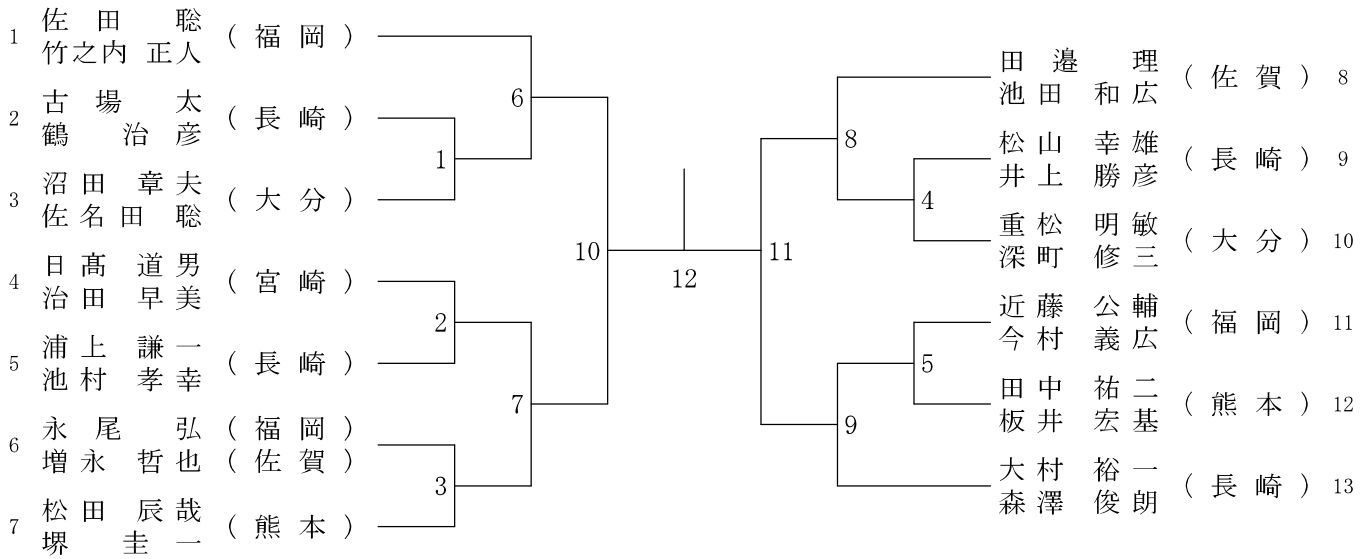 1 佐田 聡 (福岡)
竹之内 正人
2 古場 太 (長崎)
鶴 治彦
3 沼田 章夫 (大分)
佐名田 聡
4 日髙 道男 (宮崎)
治田 早美
5 浦上 謙一 (長崎)
池村 孝幸
6 永尾 弘 (福岡)
増永 哲也 (佐賀)
7 松田 辰哉 (熊本)
堺 圭一
6
1
10
2
7
3
12
11
8
4
5
9
田邉 理 (佐賀) 8
池田 和広
松山 幸雄 (長崎) 9
井上 勝彦
重松 明敏 (大分) 10
深町 修三
近藤 公輔 (福岡) 11
今村 義広
田中 祐二 (熊本) 12
板井 宏基
大村 裕一 (長崎) 13
森澤 俊朗